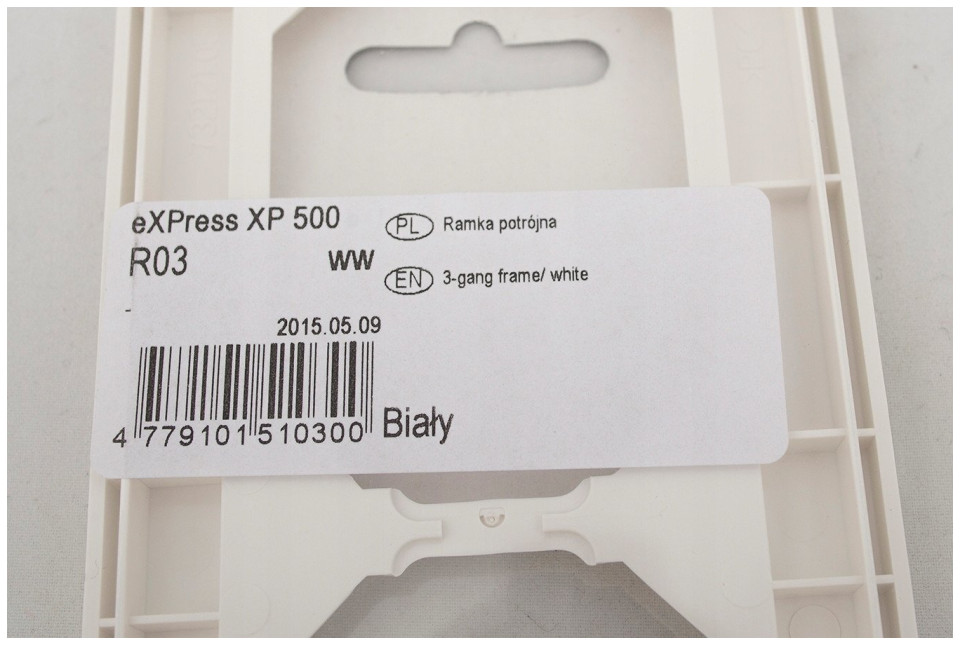 eXPress XP 500
R03
WW
PL Ramka potrójna
EN 3-gang frame/ white
-
2015.05.09
4 779101 510300
Biały